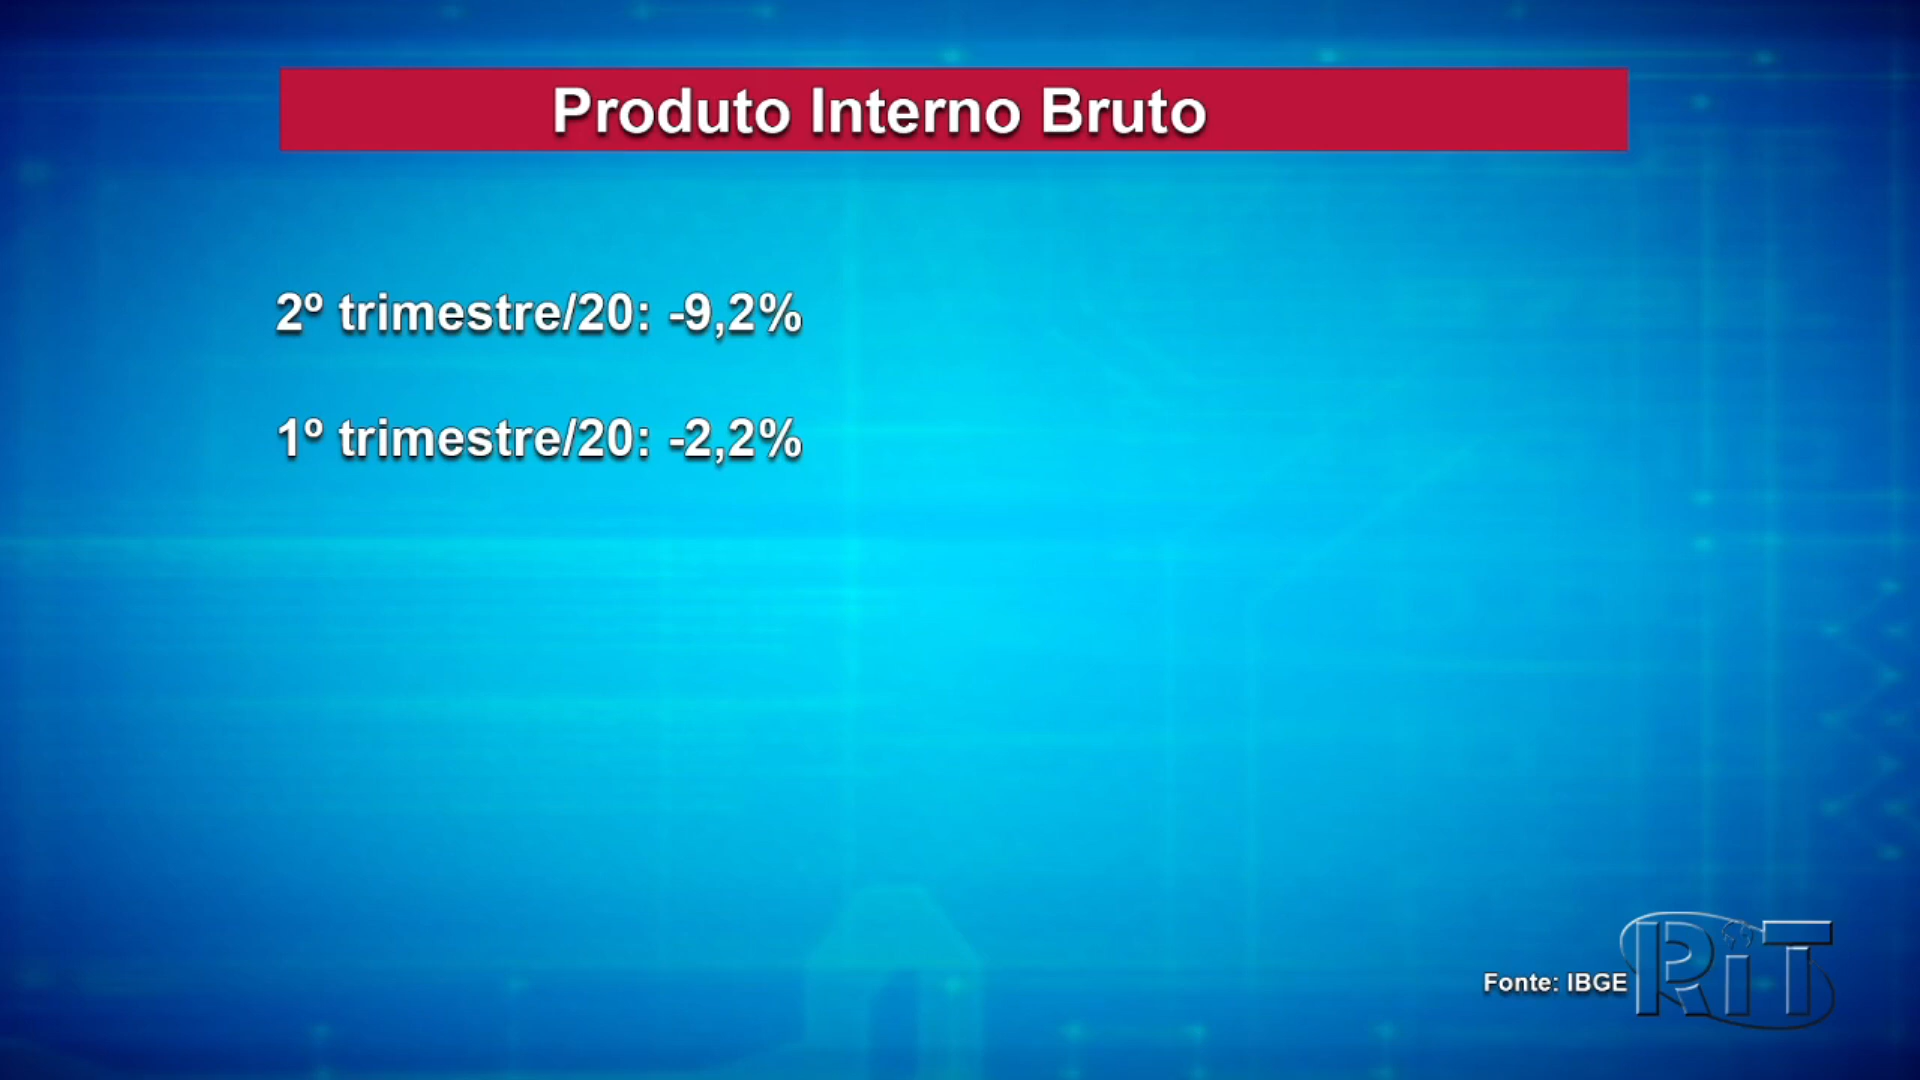 Produto Interno Bruto
2º trimestre/20: -9,2%
1º trimestre/20: -2,2%
Fonte: IBGE
RiT